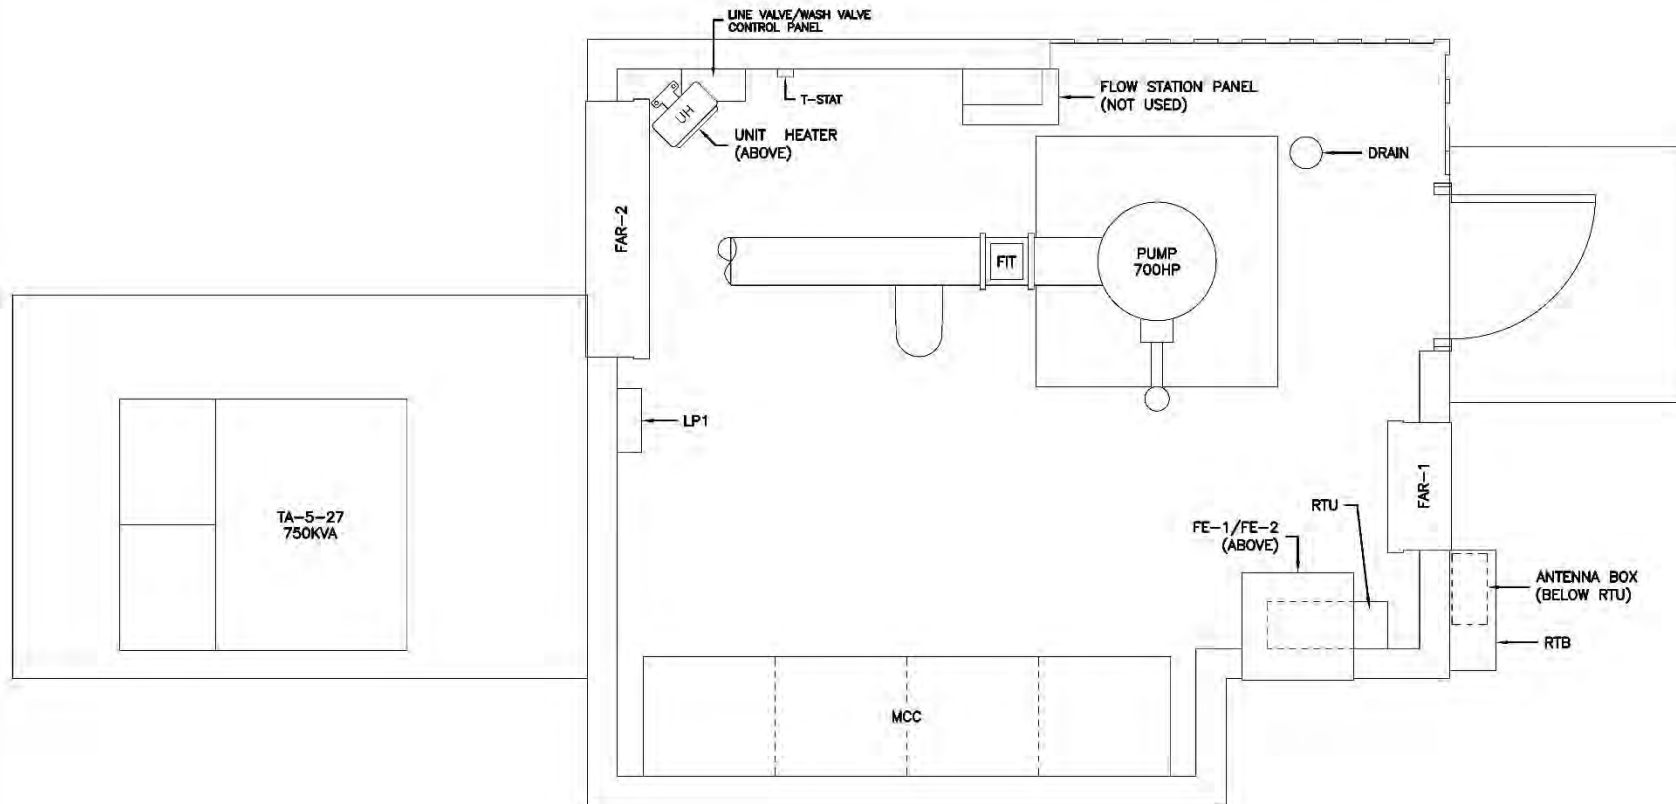 LINE VALVE/WASH VALVE
CONTROL PANEL
T-STAT
FLOW STATION PANEL
(NOT USED)
UH
UNIT HEATER
(ABOVE)
DRAIN
FAR-2
FIT
PUMP
700HP
LP1
FAR-1
TA-5-27
750KVA
RTU
FE-1/FE-2
(ABOVE)
ANTENNA BOX
(BELOW RTU)
RTB
MCC